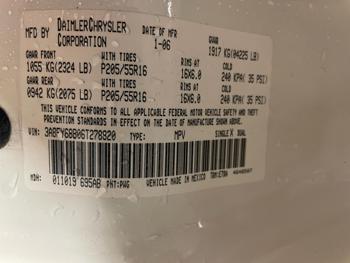 MFD BY DAIMLERCHRYSLER CORPORATION DATE OF MFR 1-06 GVWR 1917 KG(04225 LB)
GAWR FRONT WITH TIRES RIMS AT COLD
1055 KG(2324 LB) P205/55R16 16X6.0 240 KPA( 35 PSI)
GAWR REAR WITH TIRES RIMS AT COLD
0942 KG(2075 LB) P205/55R16 16X6.0 240 KPA( 35 PSI)
THIS VEHICLE CONFORMS TO ALL APPLICABLE FEDERAL MOTOR VEHICLE SAFETY AND THEFT
PREVENTION STANDARDS IN EFFECT ON THE DATE OF MANUFACTURE SHOWN ABOVE.
VIN: TYPE: MPV SINGLE X DUAL
MDH: 011019 695AB PNT:PWG VEHICLE MADE IN MEXICO